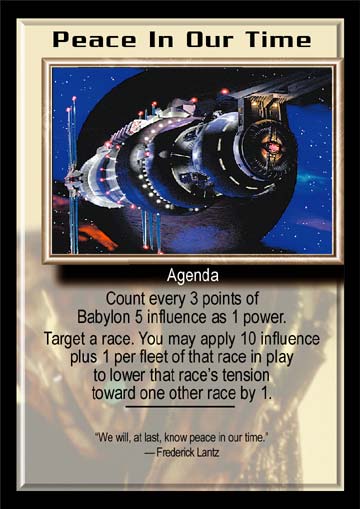 Peace In Our Time
Agenda
Count every 3 points of
Babylon 5 influence as 1 power.
Target a race. You may apply 10 influence
plus 1 per fleet of that race in play
to lower that race's tension
toward one other race by 1.
“We will, at last, know peace in our time.”
— Frederick Lantz